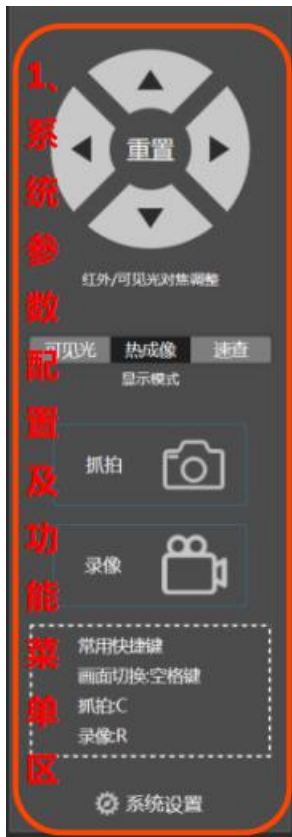 1、系统参数配置及功能菜单区
重置
红外/可见光对焦调整
可见光 热成像 速查
显示模式
抓拍
录像
常用快捷键
画面切换:空格键
抓拍:C
录像:R
系统设置